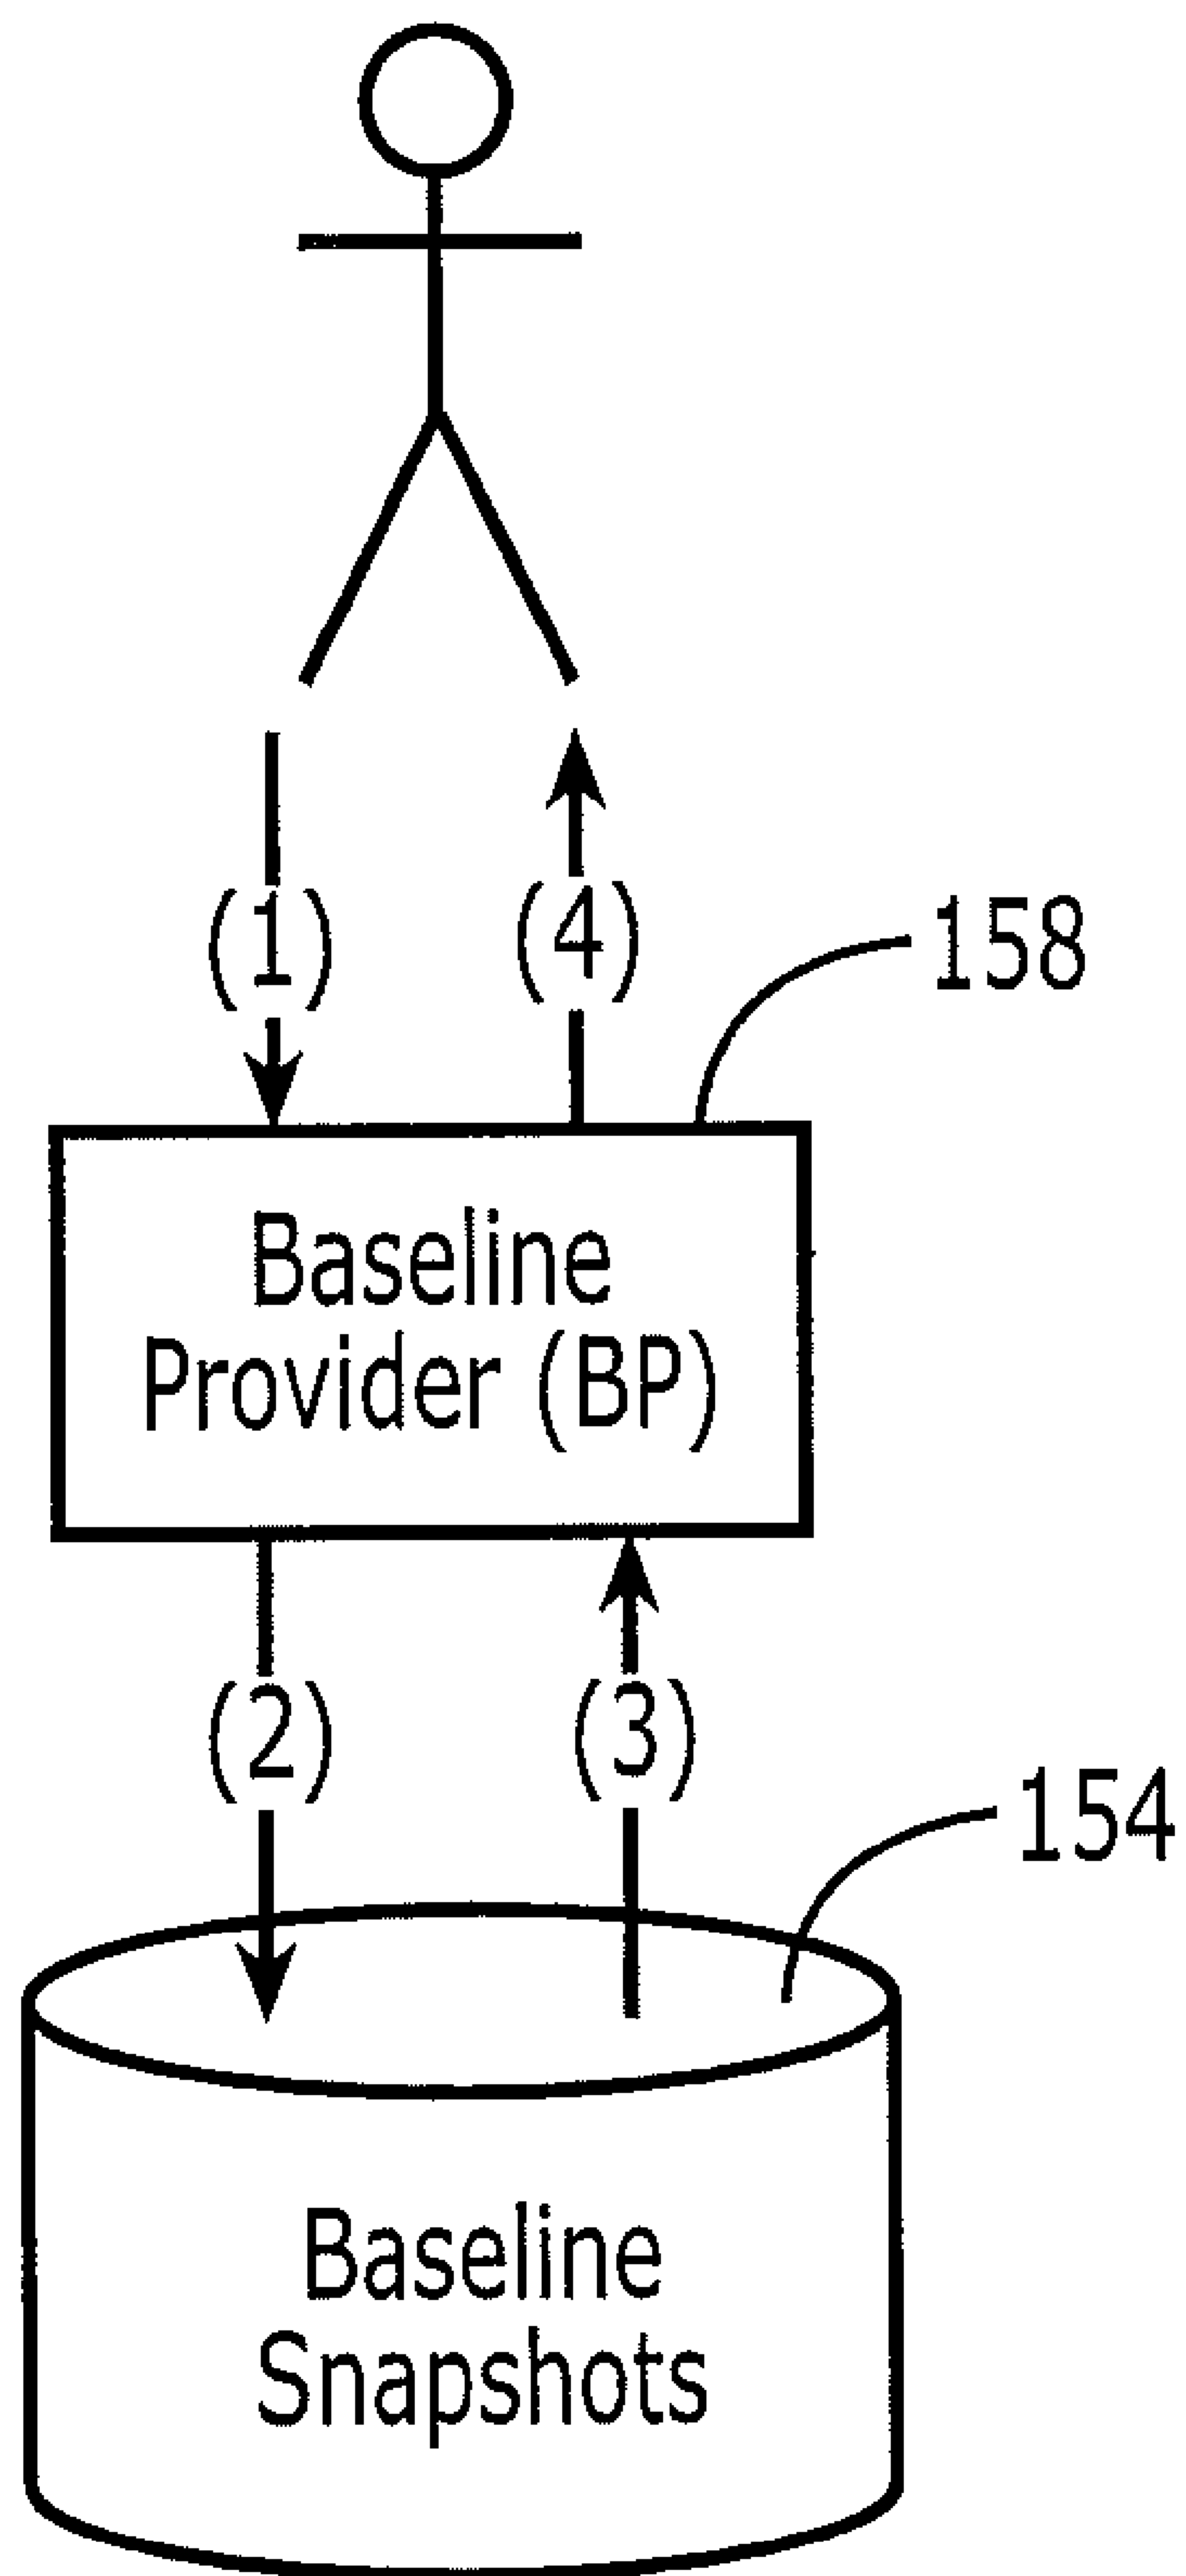 (1)
(4)
158
Baseline
Provider (BP)
(2)
(3)
154
Baseline
Snapshots